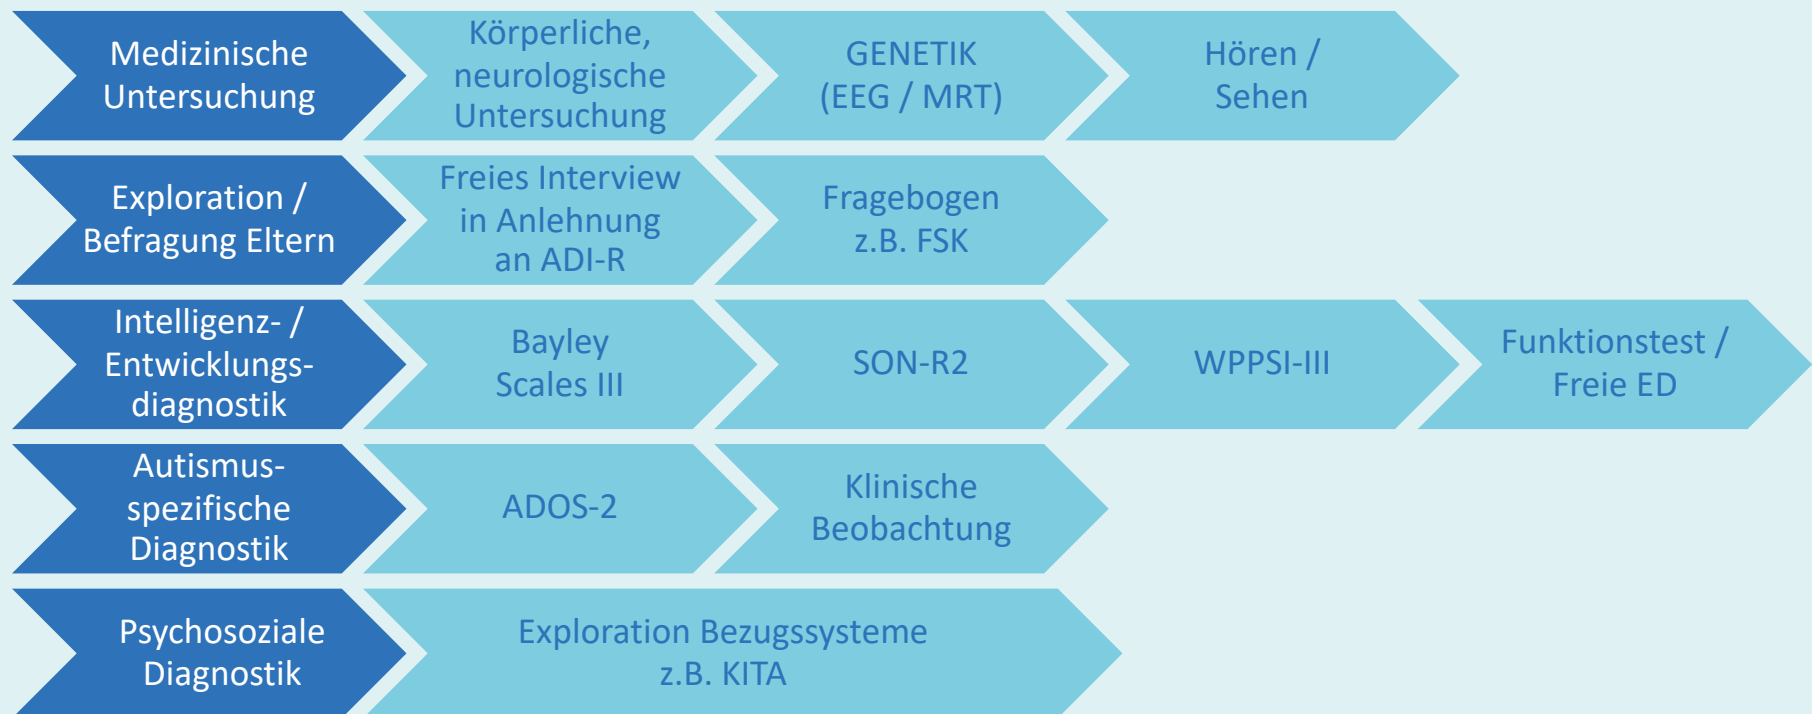 Medizinische
Untersuchung
Körperliche,
neurologische
Untersuchung
GENETIK
(EEG / MRT)
Hören /
Sehen
Exploration /
Befragung Eltern
Freies Interview
in Anlehnung
an ADI-R
Fragebogen
z.B. FSK
Intelligenz- /
Entwicklungs-
diagnostik
Bayley
Scales III
SON-R2
WPPSI-III
Funktionstest /
Freie ED
Autismus-
spezifische
Diagnostik
ADOS-2
Klinische
Beobachtung
Psychosoziale
Diagnostik
Exploration Bezugssysteme
z.B. KITA